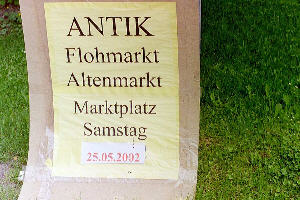 ANTIK
Flohmarkt
Altenmarkt
Marktplatz
Samstag
25.05.2002